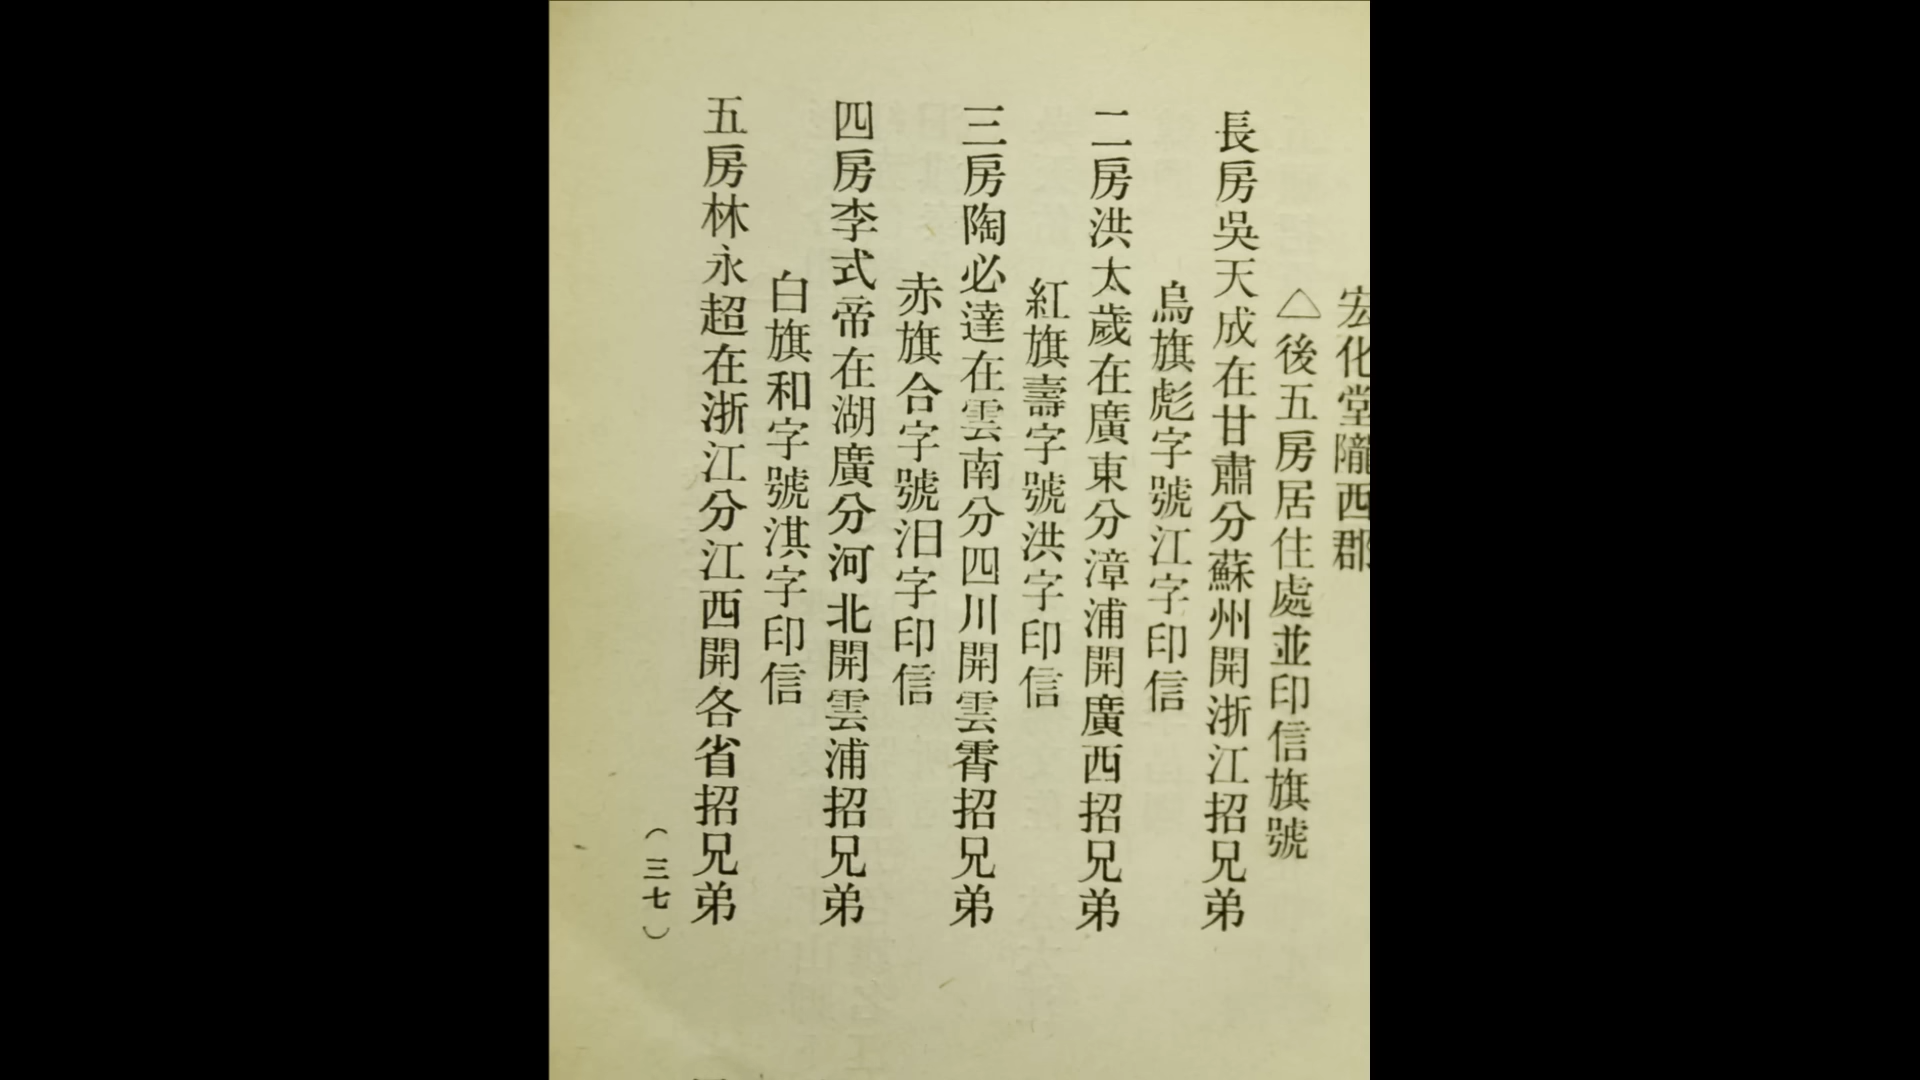 宏化堂隴西郡
△後五房居住處並印信旗號
長房吳天成在甘肅分蘇州開浙江招兄弟
烏旗彪字號江字印信
二房洪太歲在廣東分漳浦開廣西招兄弟
紅旗壽字號洪字印信
三房陶必達在雲南分四川開雲霄招兄弟
赤旗合字號汨字印信
四房李式帝在湖廣分河北開雲浦招兄弟
白旗和字號淇字印信
五房林永超在浙江分江西開各省招兄弟
（三七）